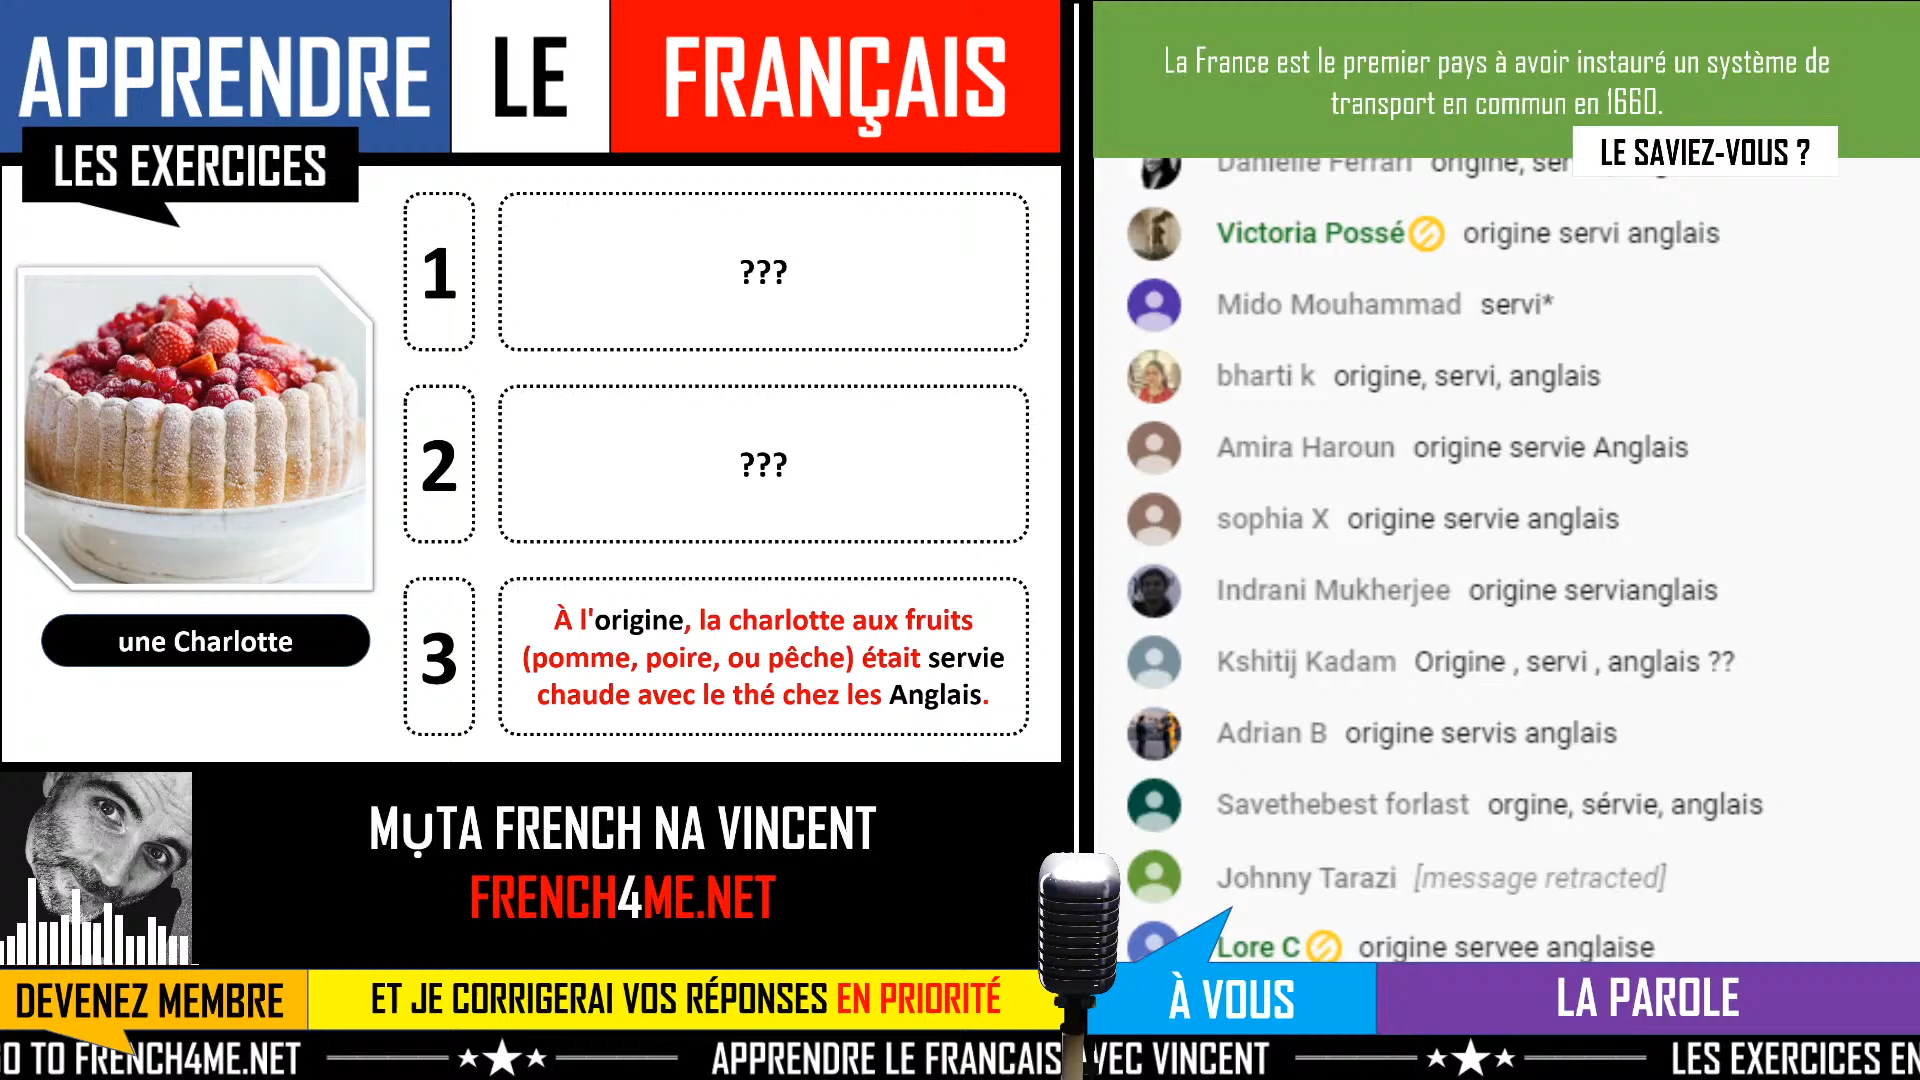 APPRENDRE LE FRANÇAIS
LES EXERCICES
une Charlotte
1
???
2
???
3
À l'origine, la charlotte aux fruits
(pomme, poire, ou pêche) était servie
chaude avec le thé chez les Anglais.
MỤTA FRENCH NA VINCENT
FRENCH4ME.NET
DEVENEZ MEMBRE
ET JE CORRIGERAI VOS RÉPONSES EN PRIORITÉ
La France est le premier pays à avoir instauré un système de
transport en commun en 1660.
LE SAVIEZ-VOUS ?
Danielle Ferrari origine,
Victoria Possé origine servi anglais
Mido Mouhammad servi*
bharti k origine, servi, anglais
Amira Haroun origine servie Anglais
sophia X origine servie anglais
Indrani Mukherjee origine servianglais
Kshitij Kadam Origine , servi , anglais ??
Adrian B origine servis anglais
Savethebest forlast orgine, sérvie, anglais
Johnny Tarazi [message retracted]
Lore C origine servee anglaise
À VOUS
LA PAROLE
O TO FRENCH4ME.NET APPRENDRE LE FRANCAIS VEC VINCENT LES EXERCICES EN